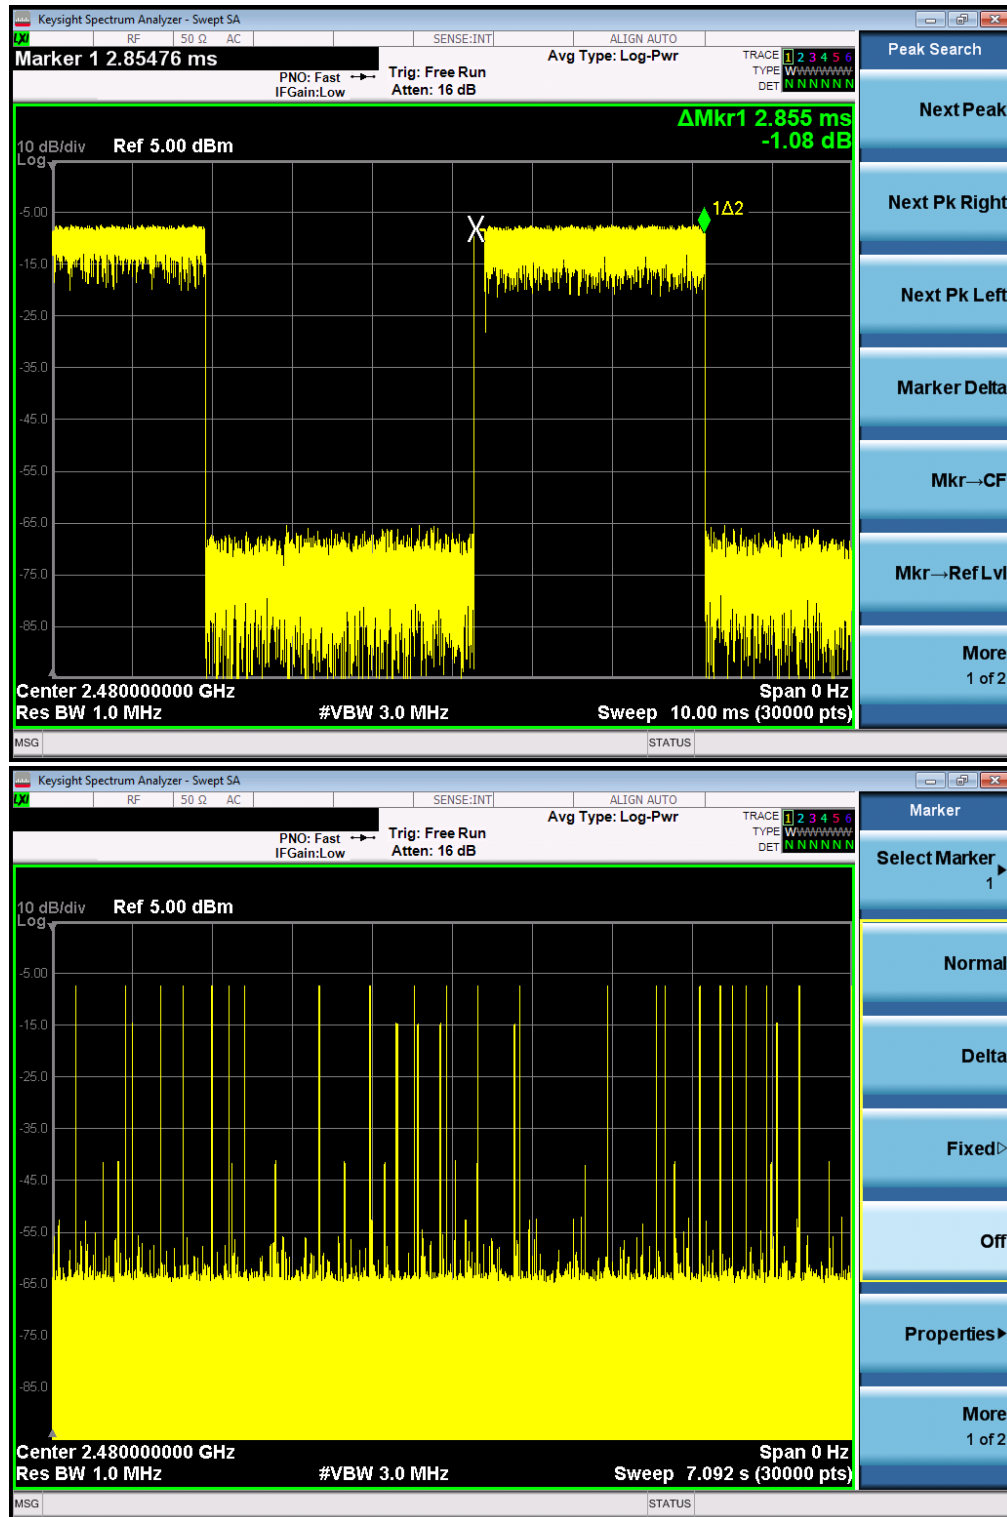 Keysight Spectrum Analyzer - Swept SA
LXI RF 50 Ω AC SENSE:INT ALIGN AUTO
Marker 1 2.85476 ms
PNO: Fast Trig: Free Run
IFGain:Low Atten: 16 dB
Avg Type: Log-Pwr
TRACE 1 2 3 4 5 6
TYPE WWWWWW
DET N N N N N N
Peak Search
ΔMkr1 2.855 ms
-1.08 dB
10 dB/div Ref 5.00 dBm
Log
-5.00
-15.0
-25.0
-35.0
-45.0
-55.0
-65.0
-75.0
-85.0
X
1Δ2
Center 2.480000000 GHz Span 0 Hz
Res BW 1.0 MHz #VBW 3.0 MHz Sweep 10.00 ms (30000 pts)
MSG STATUS
Next Peak
Next Pk Right
Next Pk Left
Marker Delta
Mkr→CF
Mkr→Ref Lvl
More
1 of 2
Keysight Spectrum Analyzer - Swept SA
LXI RF 50 Ω AC SENSE:INT ALIGN AUTO
PNO: Fast Trig: Free Run
IFGain:Low Atten: 16 dB
Avg Type: Log-Pwr
TRACE 1 2 3 4 5 6
TYPE WWWWWW
DET N N N N N N
Marker
10 dB/div Ref 5.00 dBm
Log
-5.00
-15.0
-25.0
-35.0
-45.0
-55.0
-65.0
-75.0
-85.0
Center 2.480000000 GHz Span 0 Hz
Res BW 1.0 MHz #VBW 3.0 MHz Sweep 7.092 s (30000 pts)
MSG STATUS
Select Marker
1
Normal
Delta
Fixed
Off
Properties
More
1 of 2